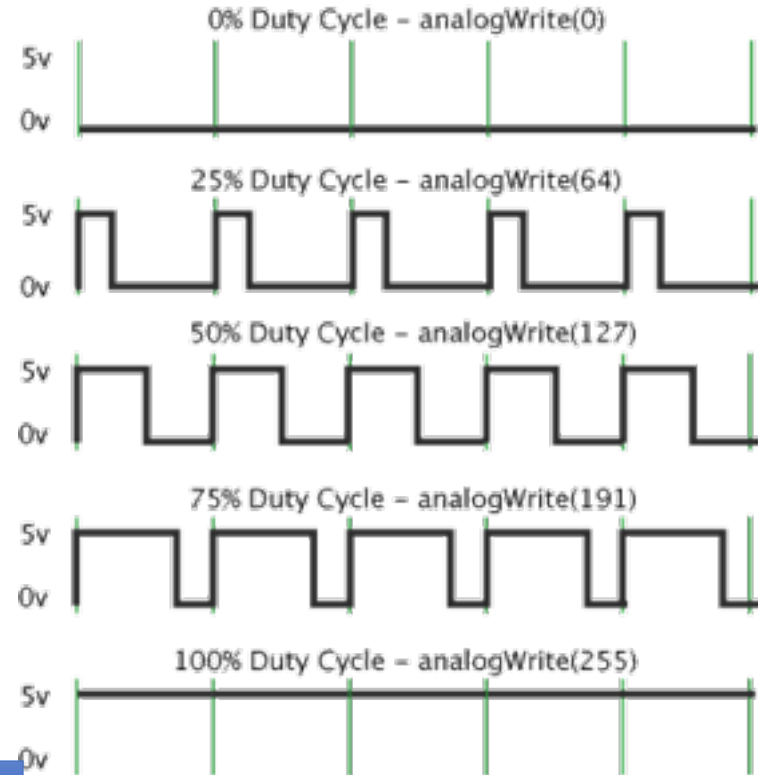 0% Duty Cycle – analogWrite(0)
5v
0v
25% Duty Cycle – analogWrite(64)
5v
0v
50% Duty Cycle – analogWrite(127)
5v
0v
75% Duty Cycle – analogWrite(191)
5v
0v
100% Duty Cycle – analogWrite(255)
5v
0v